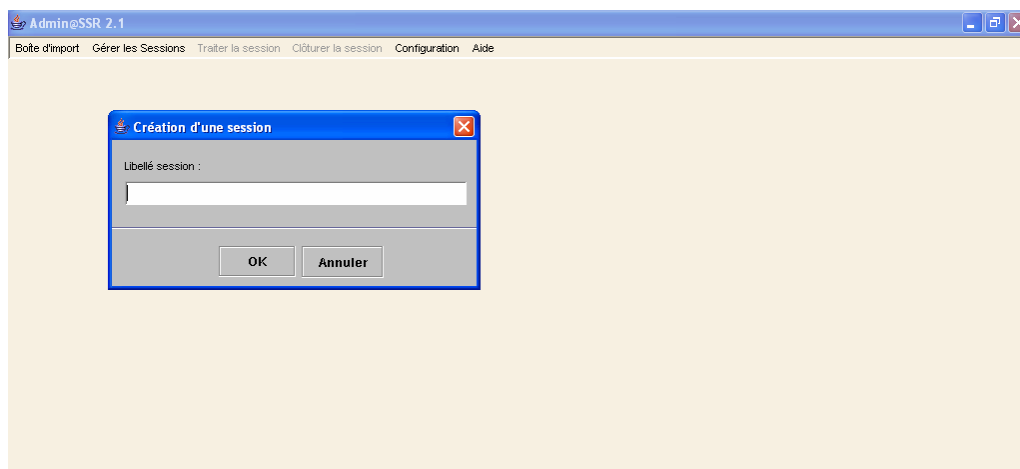 Admin@SSR 2.1
Boîte d'import Gérer les Sessions Traiter la session Clôturer la session Configuration Aide
Création d'une session
Libellé session :
OK Annuler